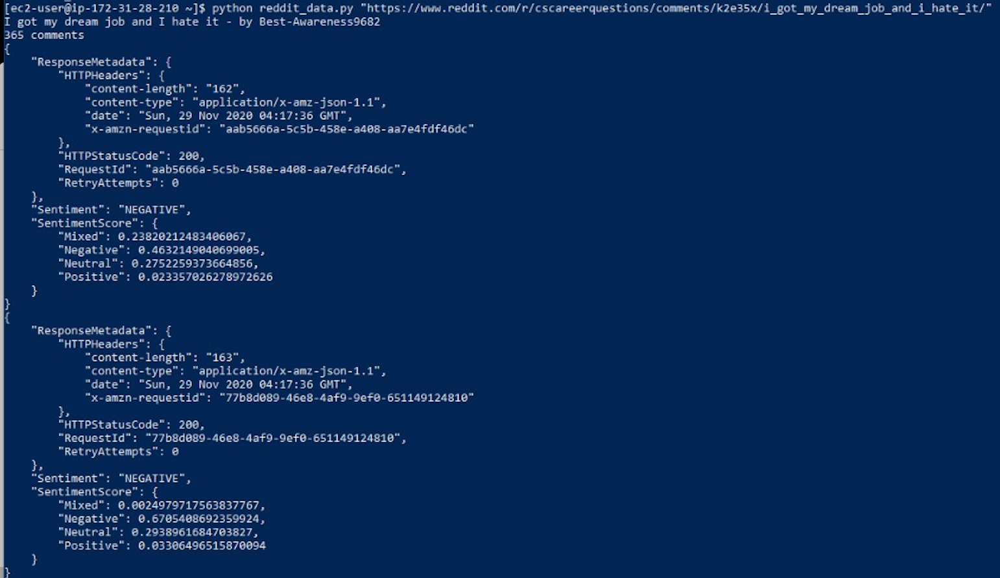 [ec2-user@ip-172-31-28-210 ~]$ python reddit_data.py "https://www.reddit.com/r/cscareerquestions/comments/k2e35x/i_got_my_dream_job_and_i_hate_it/"
I got my dream job and I hate it - by Best-Awareness9682
365 comments
{
    "ResponseMetadata": {
        "HTTPHeaders": {
            "content-length": "162",
            "content-type": "application/x-amz-json-1.1",
            "date": "Sun, 29 Nov 2020 04:17:36 GMT",
            "x-amzn-requestid": "aab5666a-5c5b-458e-a408-aa7e4fdf46dc"
        },
        "HTTPStatusCode": 200,
        "RequestId": "aab5666a-5c5b-458e-a408-aa7e4fdf46dc",
        "RetryAttempts": 0
    },
    "Sentiment": "NEGATIVE",
    "SentimentScore": {
        "Mixed": 0.23820212483406067,
        "Negative": 0.4632149040699005,
        "Neutral": 0.2752259373664856,
        "Positive": 0.023357026278972626
    }
}
{
    "ResponseMetadata": {
        "HTTPHeaders": {
            "content-length": "163",
            "content-type": "application/x-amz-json-1.1",
            "date": "Sun, 29 Nov 2020 04:17:36 GMT",
            "x-amzn-requestid": "77b8d089-46e8-4af9-9ef0-651149124810"
        },
        "HTTPStatusCode": 200,
        "RequestId": "77b8d089-46e8-4af9-9ef0-651149124810",
        "RetryAttempts": 0
    },
    "Sentiment": "NEGATIVE",
    "SentimentScore": {
        "Mixed": 0.0024979717563837767,
        "Negative": 0.6705408692359924,
        "Neutral": 0.2938961684703827,
        "Positive": 0.03306496515870094
    }
}